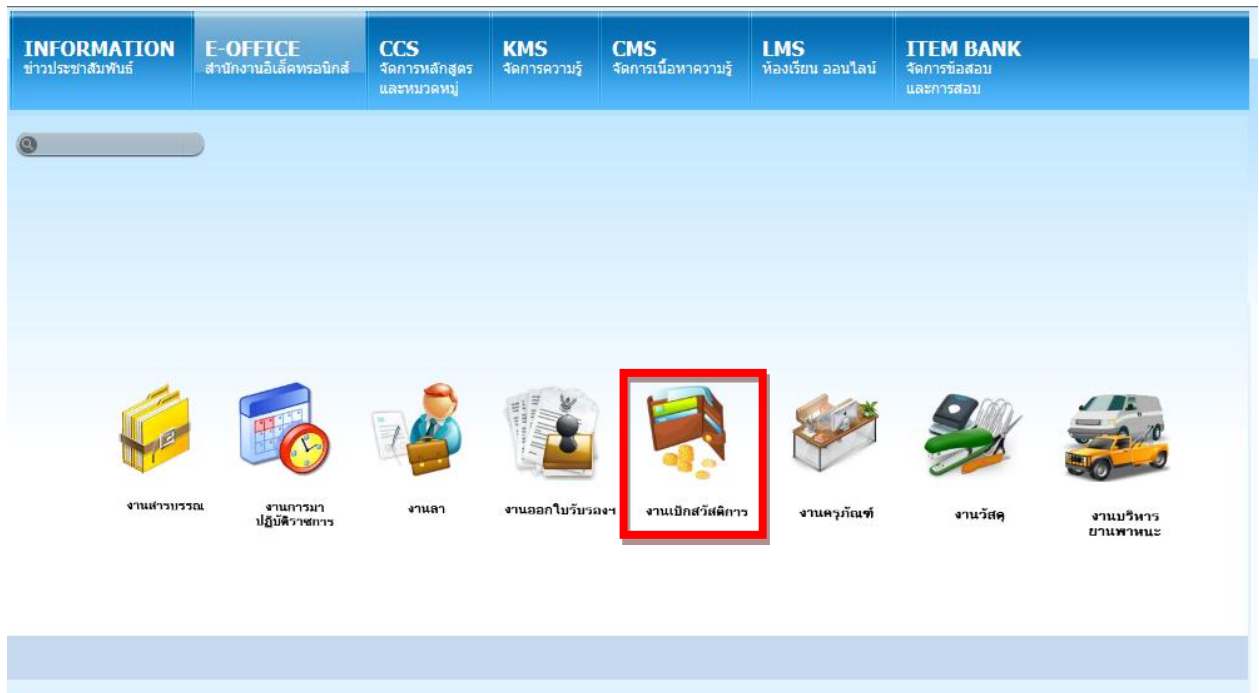 INFORMATION
ข่าวประชาสัมพันธ์
E-OFFICE
สำนักงานอิเล็คทรอนิกส์
CCS
จัดการหลักสูตร
และหมวดหมู่
KMS
จัดการความรู้
CMS
จัดการเนื้อหาความรู้
LMS
ห้องเรียน ออนไลน์
ITEM BANK
จัดการข้อสอบ
และการสอบ
งานสารบรรณ
งานการมา
ปฏิบัติราชการ
งานลา
งานออกใบรับรองฯ
งานเบิกสวัสดิการ
งานครุภัณฑ์
งานวัสดุ
งานบริหาร
ยานพาหนะ